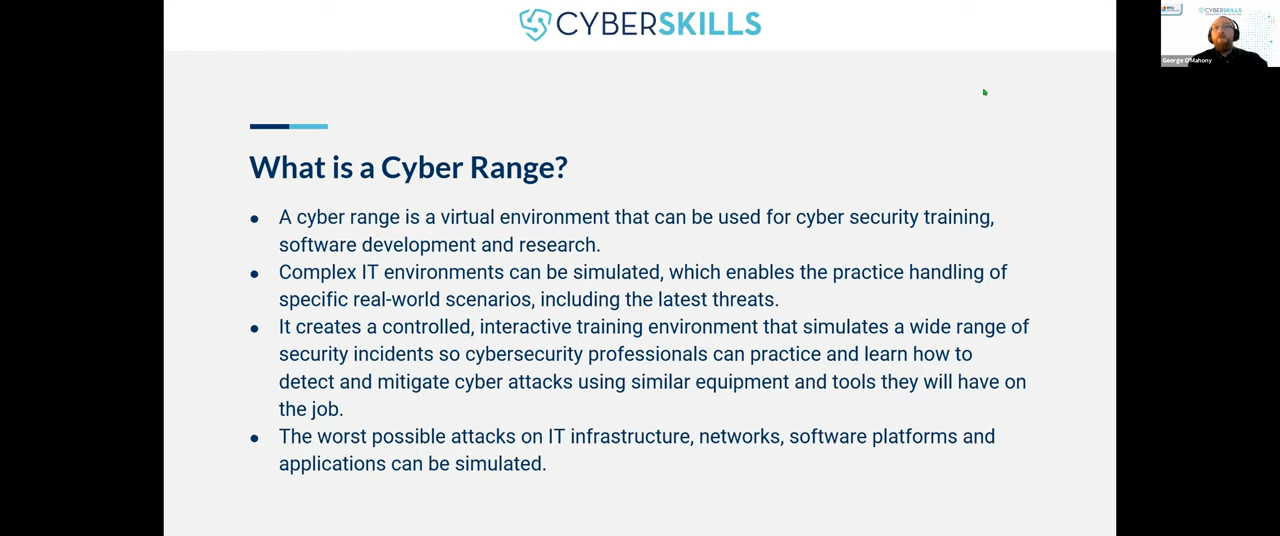 CYBERSKILLS
CYBERSKILLS
George O'Mahony
What is a Cyber Range?
● A cyber range is a virtual environment that can be used for cyber security training,
software development and research.
● Complex IT environments can be simulated, which enables the practice handling of
specific real-world scenarios, including the latest threats.
● It creates a controlled, interactive training environment that simulates a wide range of
security incidents so cybersecurity professionals can practice and learn how to
detect and mitigate cyber attacks using similar equipment and tools they will have on
the job.
● The worst possible attacks on IT infrastructure, networks, software platforms and
applications can be simulated.